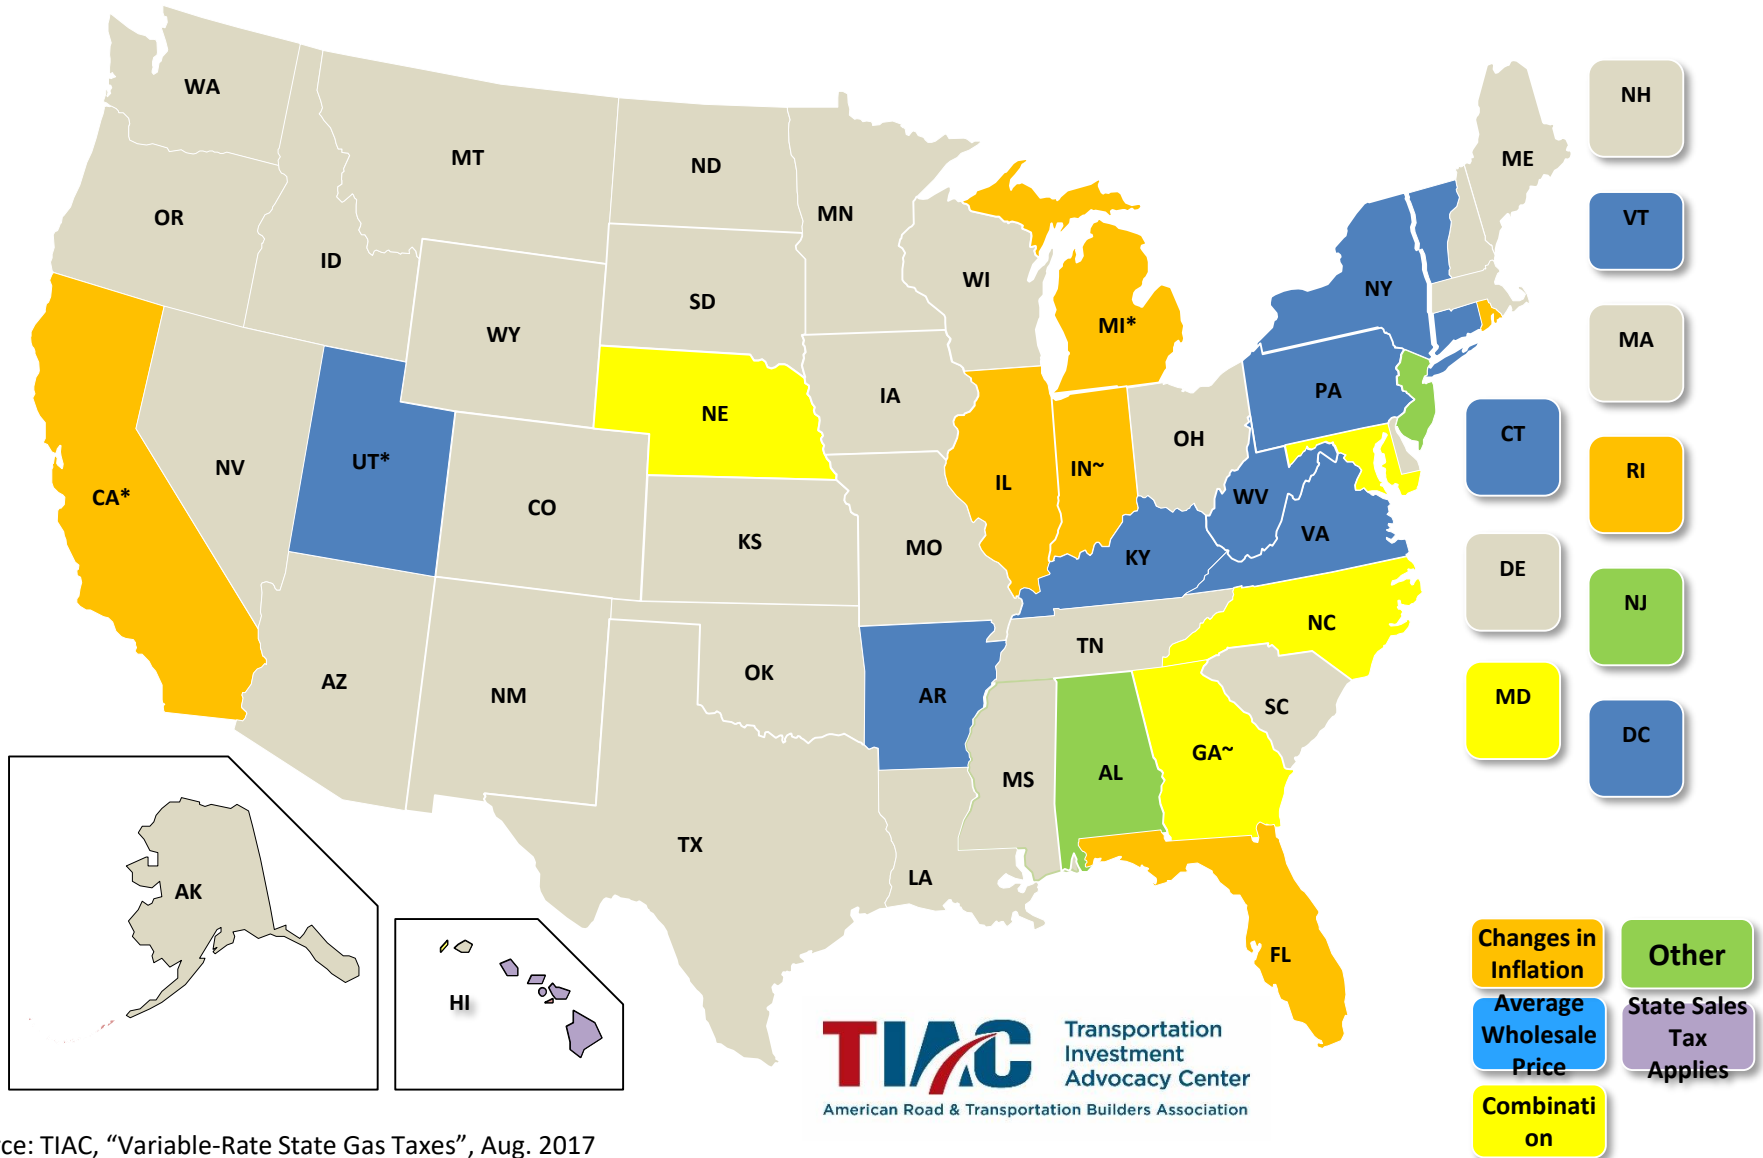 WA
MT
ND
MN
OR
ID
SD
WI
WY
MI*
NY
ME
NH
VT
MA
CT
RI
DE
NJ
MD
DC
NE
IA
PA
OH
NV
UT*
CA*
CO
KS
MO
IL
IN~
WV
VA
KY
NC
TN
AZ
NM
OK
AR
SC
MS
AL
GA~
TX
LA
FL
AK
HI
Changes in
Inflation
Other
Average
Wholesale
Price
State Sales
Tax
Applies
Combinati
on
TIAC
Transportation
Investment
Advocacy Center
American Road & Transportation Builders Association
ce: TIAC, “Variable-Rate State Gas Taxes”, Aug. 2017